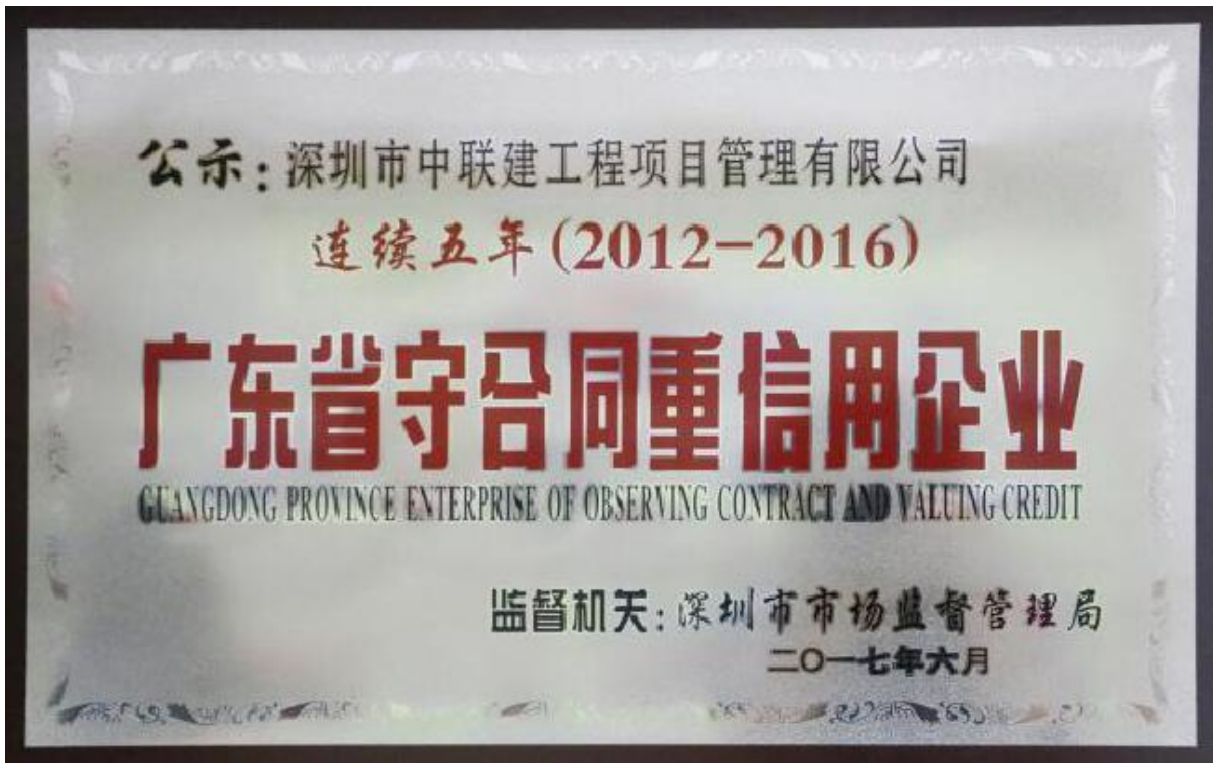 公示:深圳市中联建工程项目管理有限公司
连续五年(2012-2016)
广东省守合同重信用企业
GUANGDONG PROVINCE ENTERPRISE OF OBSERVING CONTRACT AND VALUING CREDIT
监督机关:深圳市市场监督管理局
二〇一七年六月